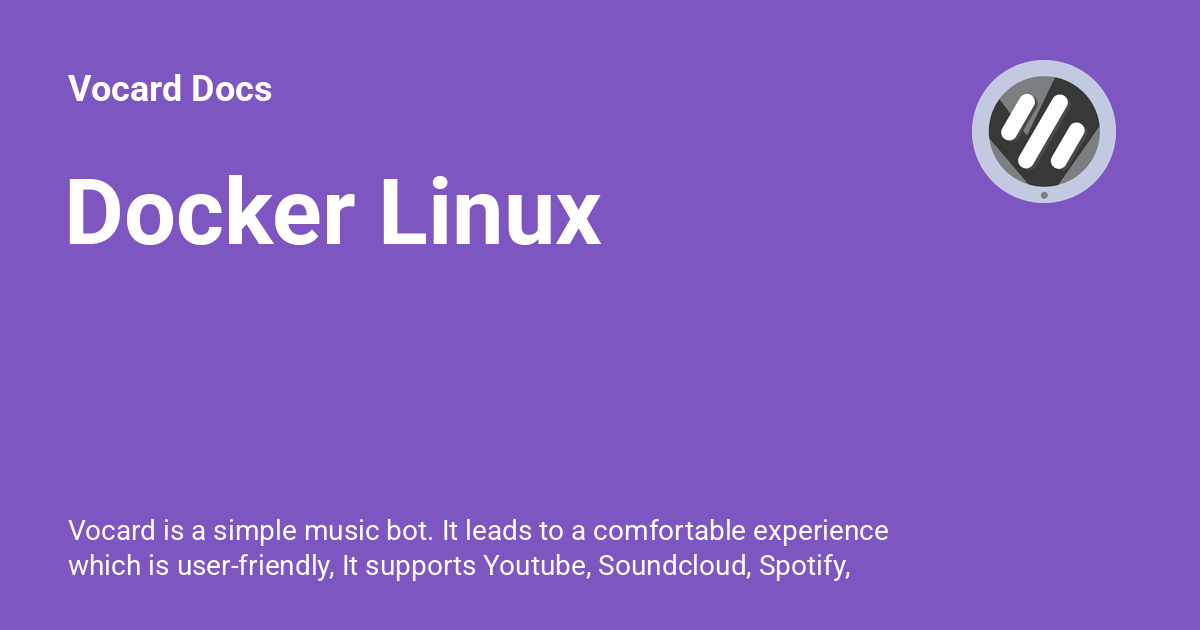 Vocard Docs
Docker Linux
Vocard is a simple music bot. It leads to a comfortable experience
which is user-friendly, It supports Youtube, Soundcloud, Spotify,